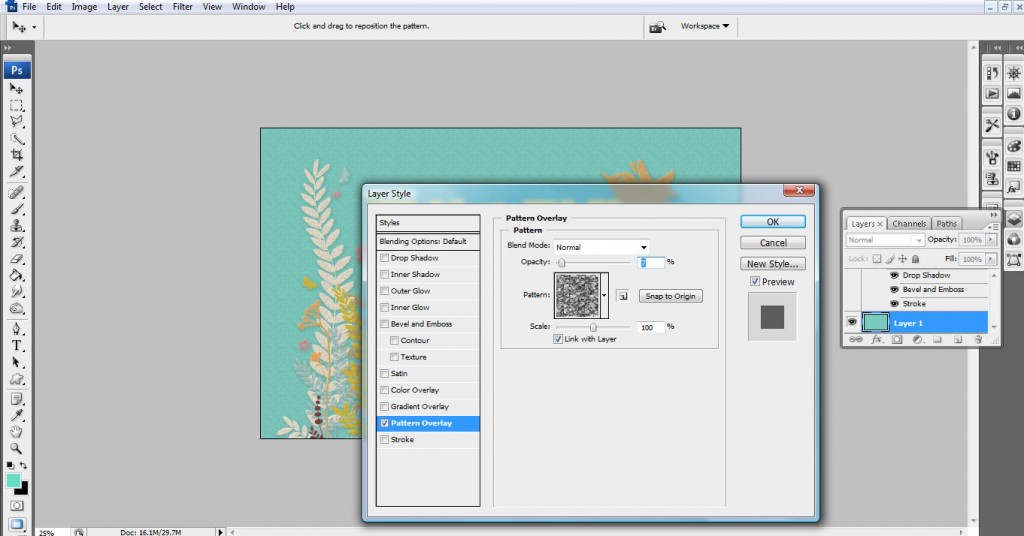 Ps File Edit Image Layer Select Filter View Window Help
Click and drag to reposition the pattern.
Workspace
Ps
Layer Style
Styles
Blending Options: Default
Drop Shadow
Inner Shadow
Outer Glow
Inner Glow
Bevel and Emboss
Contour
Texture
Satin
Color Overlay
Gradient Overlay
Pattern Overlay
Stroke
Pattern Overlay
Pattern
Blend Mode: Normal
Opacity: 7 %
Pattern: Snap to Origin
Scale: 100 %
Link with Layer
OK
Cancel
New Style...
Preview
Layers × Channels Paths
Normal Opacity: 100%
Lock: Fill: 100%
Drop Shadow
Bevel and Emboss
Stroke
Layer 1
fx.
T
25% Doc: 16.1M/29.7M